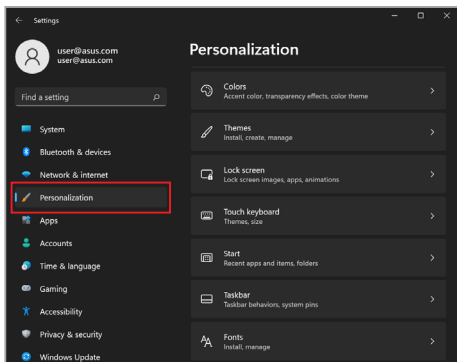 Settings
user@asus.com
user@asus.com
Find a setting
System
Bluetooth & devices
Network & internet
Personalization
Apps
Accounts
Time & language
Gaming
Accessibility
Privacy & security
Windows Update
Personalization
Colors
Accent color, transparency effects, color theme
Themes
Install, create, manage
Lock screen
Lock screen images, apps, animations
Touch keyboard
Themes, size
Start
Recent apps and items, folders
Taskbar
Taskbar behaviors, system pins
Fonts
Install, manage